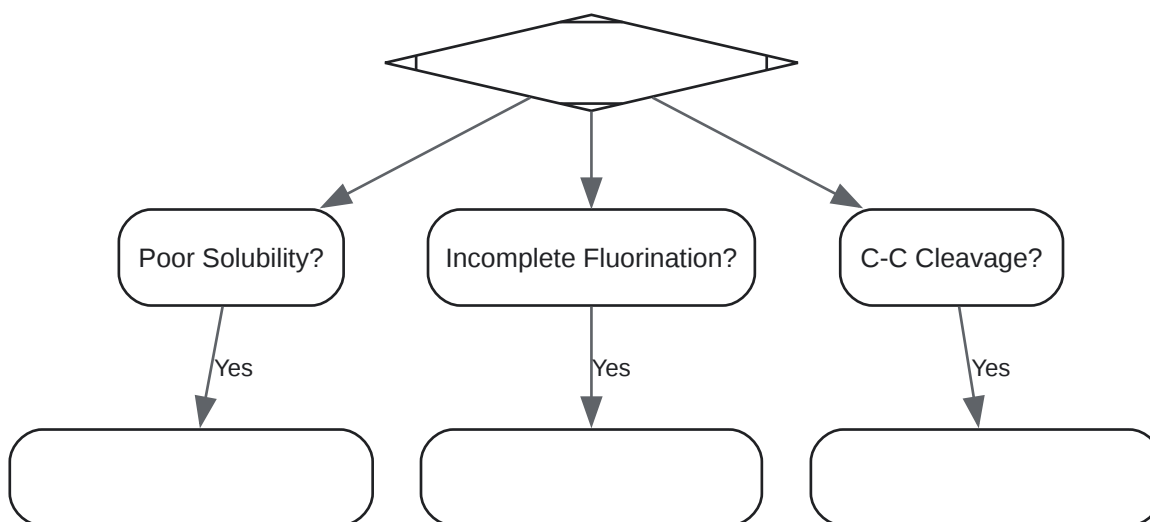 Poor Solubility?
Incomplete Fluorination?
C-C Cleavage?
Yes
Yes
Yes